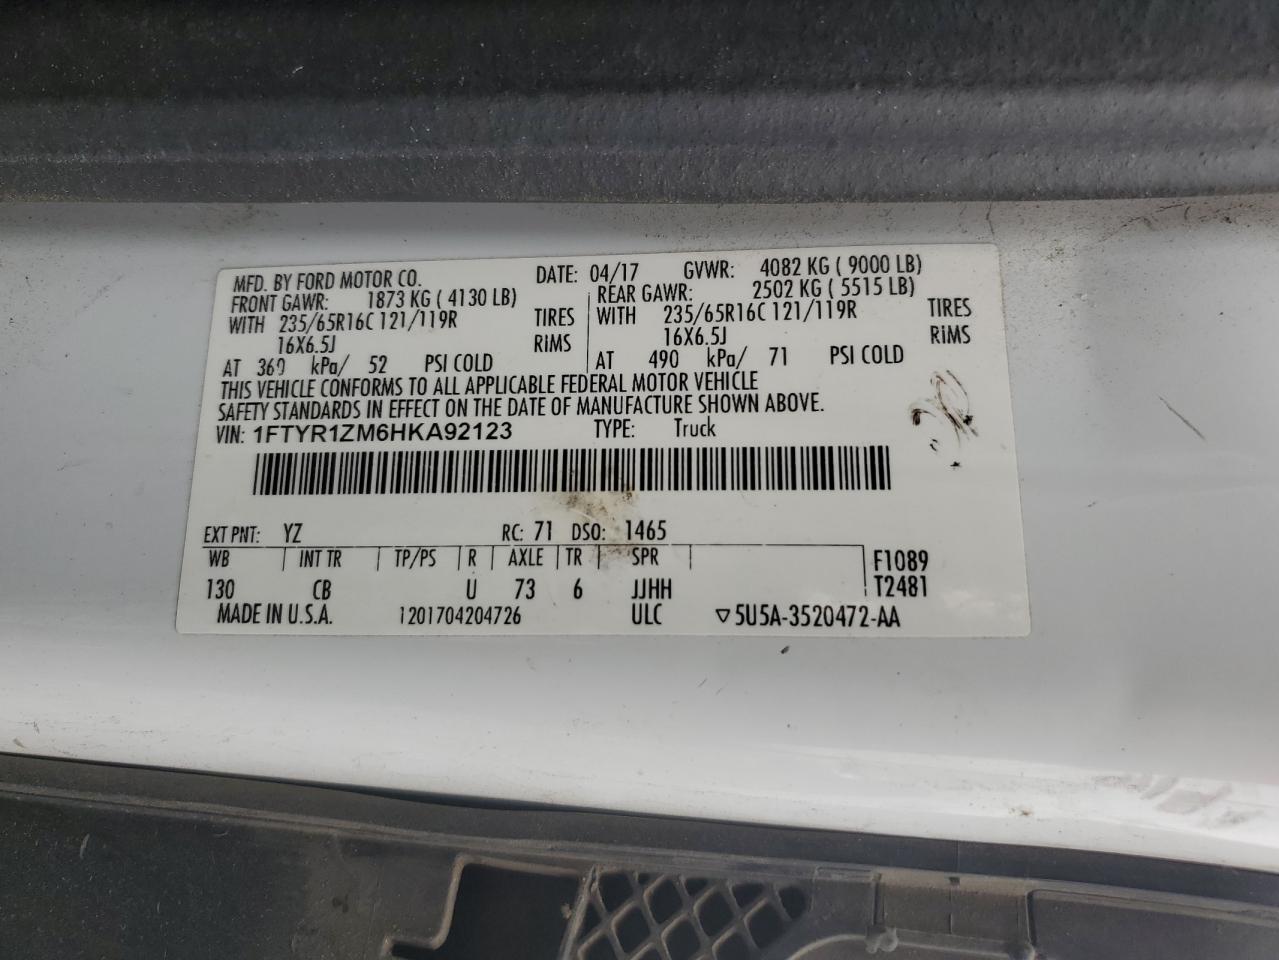 MFD. BY FORD MOTOR CO. DATE: 04/17 GVWR: 4082 KG ( 9000 LB)
FRONT GAWR: 1873 KG ( 4130 LB) REAR GAWR: 2502 KG ( 5515 LB)
WITH 235/65R16C 121/119R TIRES WITH 235/65R16C 121/119R TIRES
16X6.5J RIMS 16X6.5J RIMS
AT 360 kPa/ 52 PSI COLD AT 490 kPa/ 71 PSI COLD
THIS VEHICLE CONFORMS TO ALL APPLICABLE FEDERAL MOTOR VEHICLE
SAFETY STANDARDS IN EFFECT ON THE DATE OF MANUFACTURE SHOWN ABOVE.
VIN: 1FTYR1ZM6HKA92123 TYPE: Truck
EXT PNT: YZ RC: 71 DSO: 1465
WB INT TR TP/PS R AXLE TR SPR F1089
130 CB U 73 6 JJHH T2481
MADE IN U.S.A. 1201704204726 ULC ▽5U5A-3520472-AA